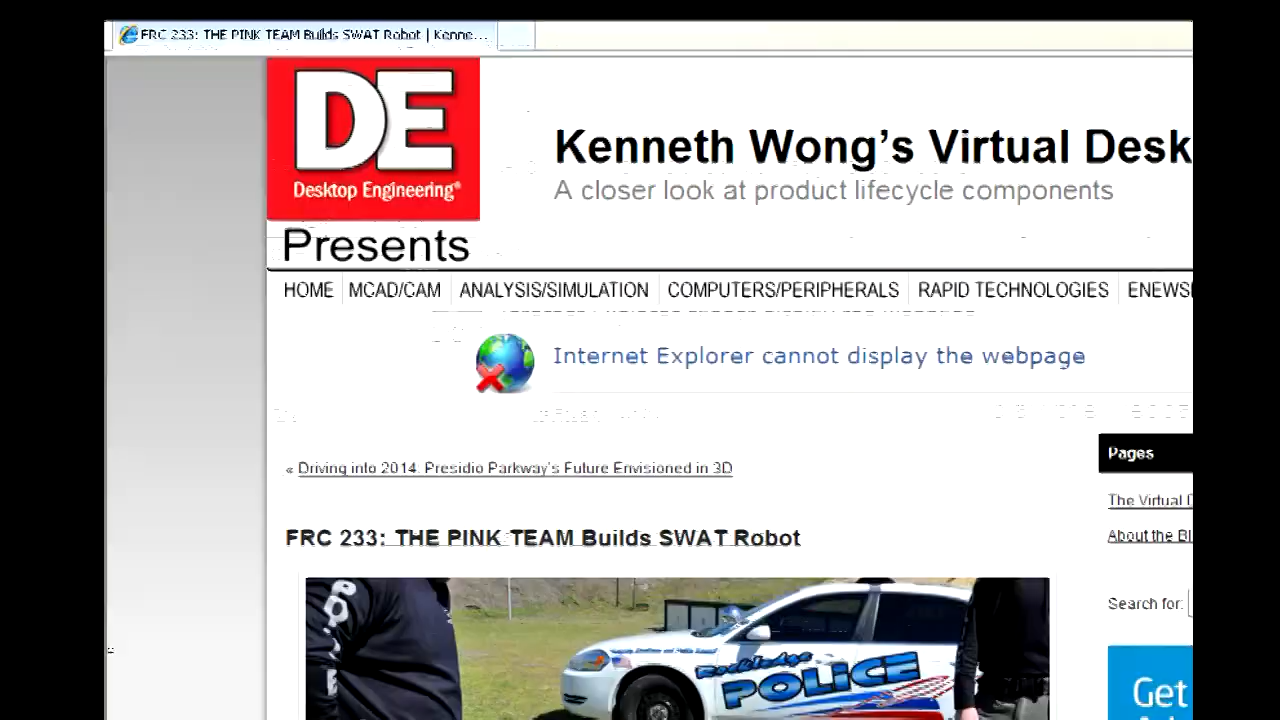 FRC 233: THE PINK TEAM Builds SWAT Robot | Kenne...
DE
Desktop Engineering®
Kenneth Wong's Virtual Desk
A closer look at product lifecycle components
Presents
HOME MCAD/CAM ANALYSIS/SIMULATION COMPUTERS/PERIPHERALS RAPID TECHNOLOGIES ENEWS
Internet Explorer cannot display the webpage
« Driving into 2014: Presidio Parkway's Future Envisioned in 3D
Pages
The Virtual
About the Bl
FRC 233: THE PINK TEAM Builds SWAT Robot
Search for:
Rockledge
POLICE
Get